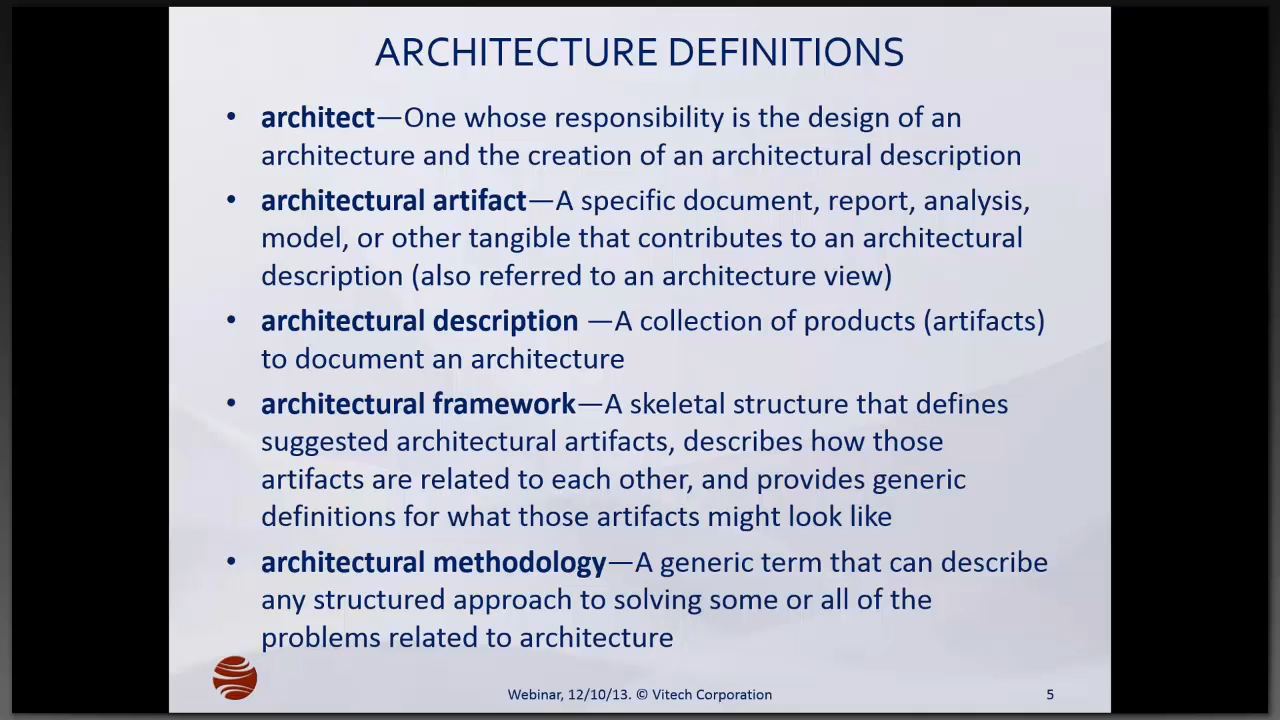 ARCHITECTURE DEFINITIONS
• architect—One whose responsibility is the design of an
architecture and the creation of an architectural description
• architectural artifact—A specific document, report, analysis,
model, or other tangible that contributes to an architectural
description (also referred to an architecture view)
• architectural description —A collection of products (artifacts)
to document an architecture
• architectural framework—A skeletal structure that defines
suggested architectural artifacts, describes how those
artifacts are related to each other, and provides generic
definitions for what those artifacts might look like
• architectural methodology—A generic term that can describe
any structured approach to solving some or all of the
problems related to architecture
Webinar, 12/10/13. © Vitech Corporation
5